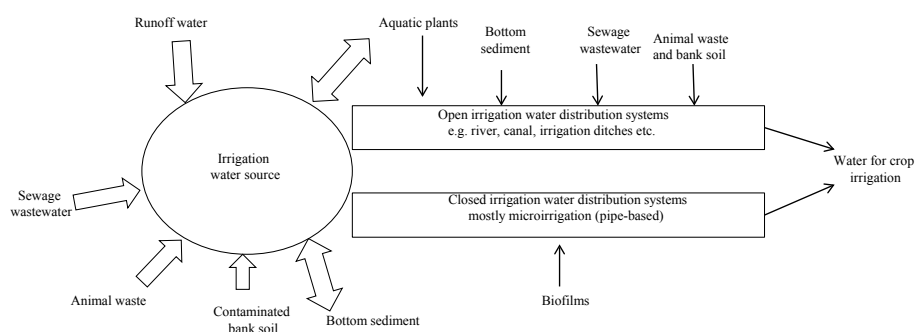 Runoff water
Aquatic plants
Bottom
sediment
Sewage
wastewater
Animal waste
and bank soil
Open irrigation water distribution systems
e.g. river, canal, irrigation ditches etc.
Irrigation
water source
Water for crop
irrigation
Sewage
wastewater
Closed irrigation water distribution systems
mostly microirrigation (pipe-based)
Animal waste
Contaminated
bank soil
Bottom sediment
Biofilms